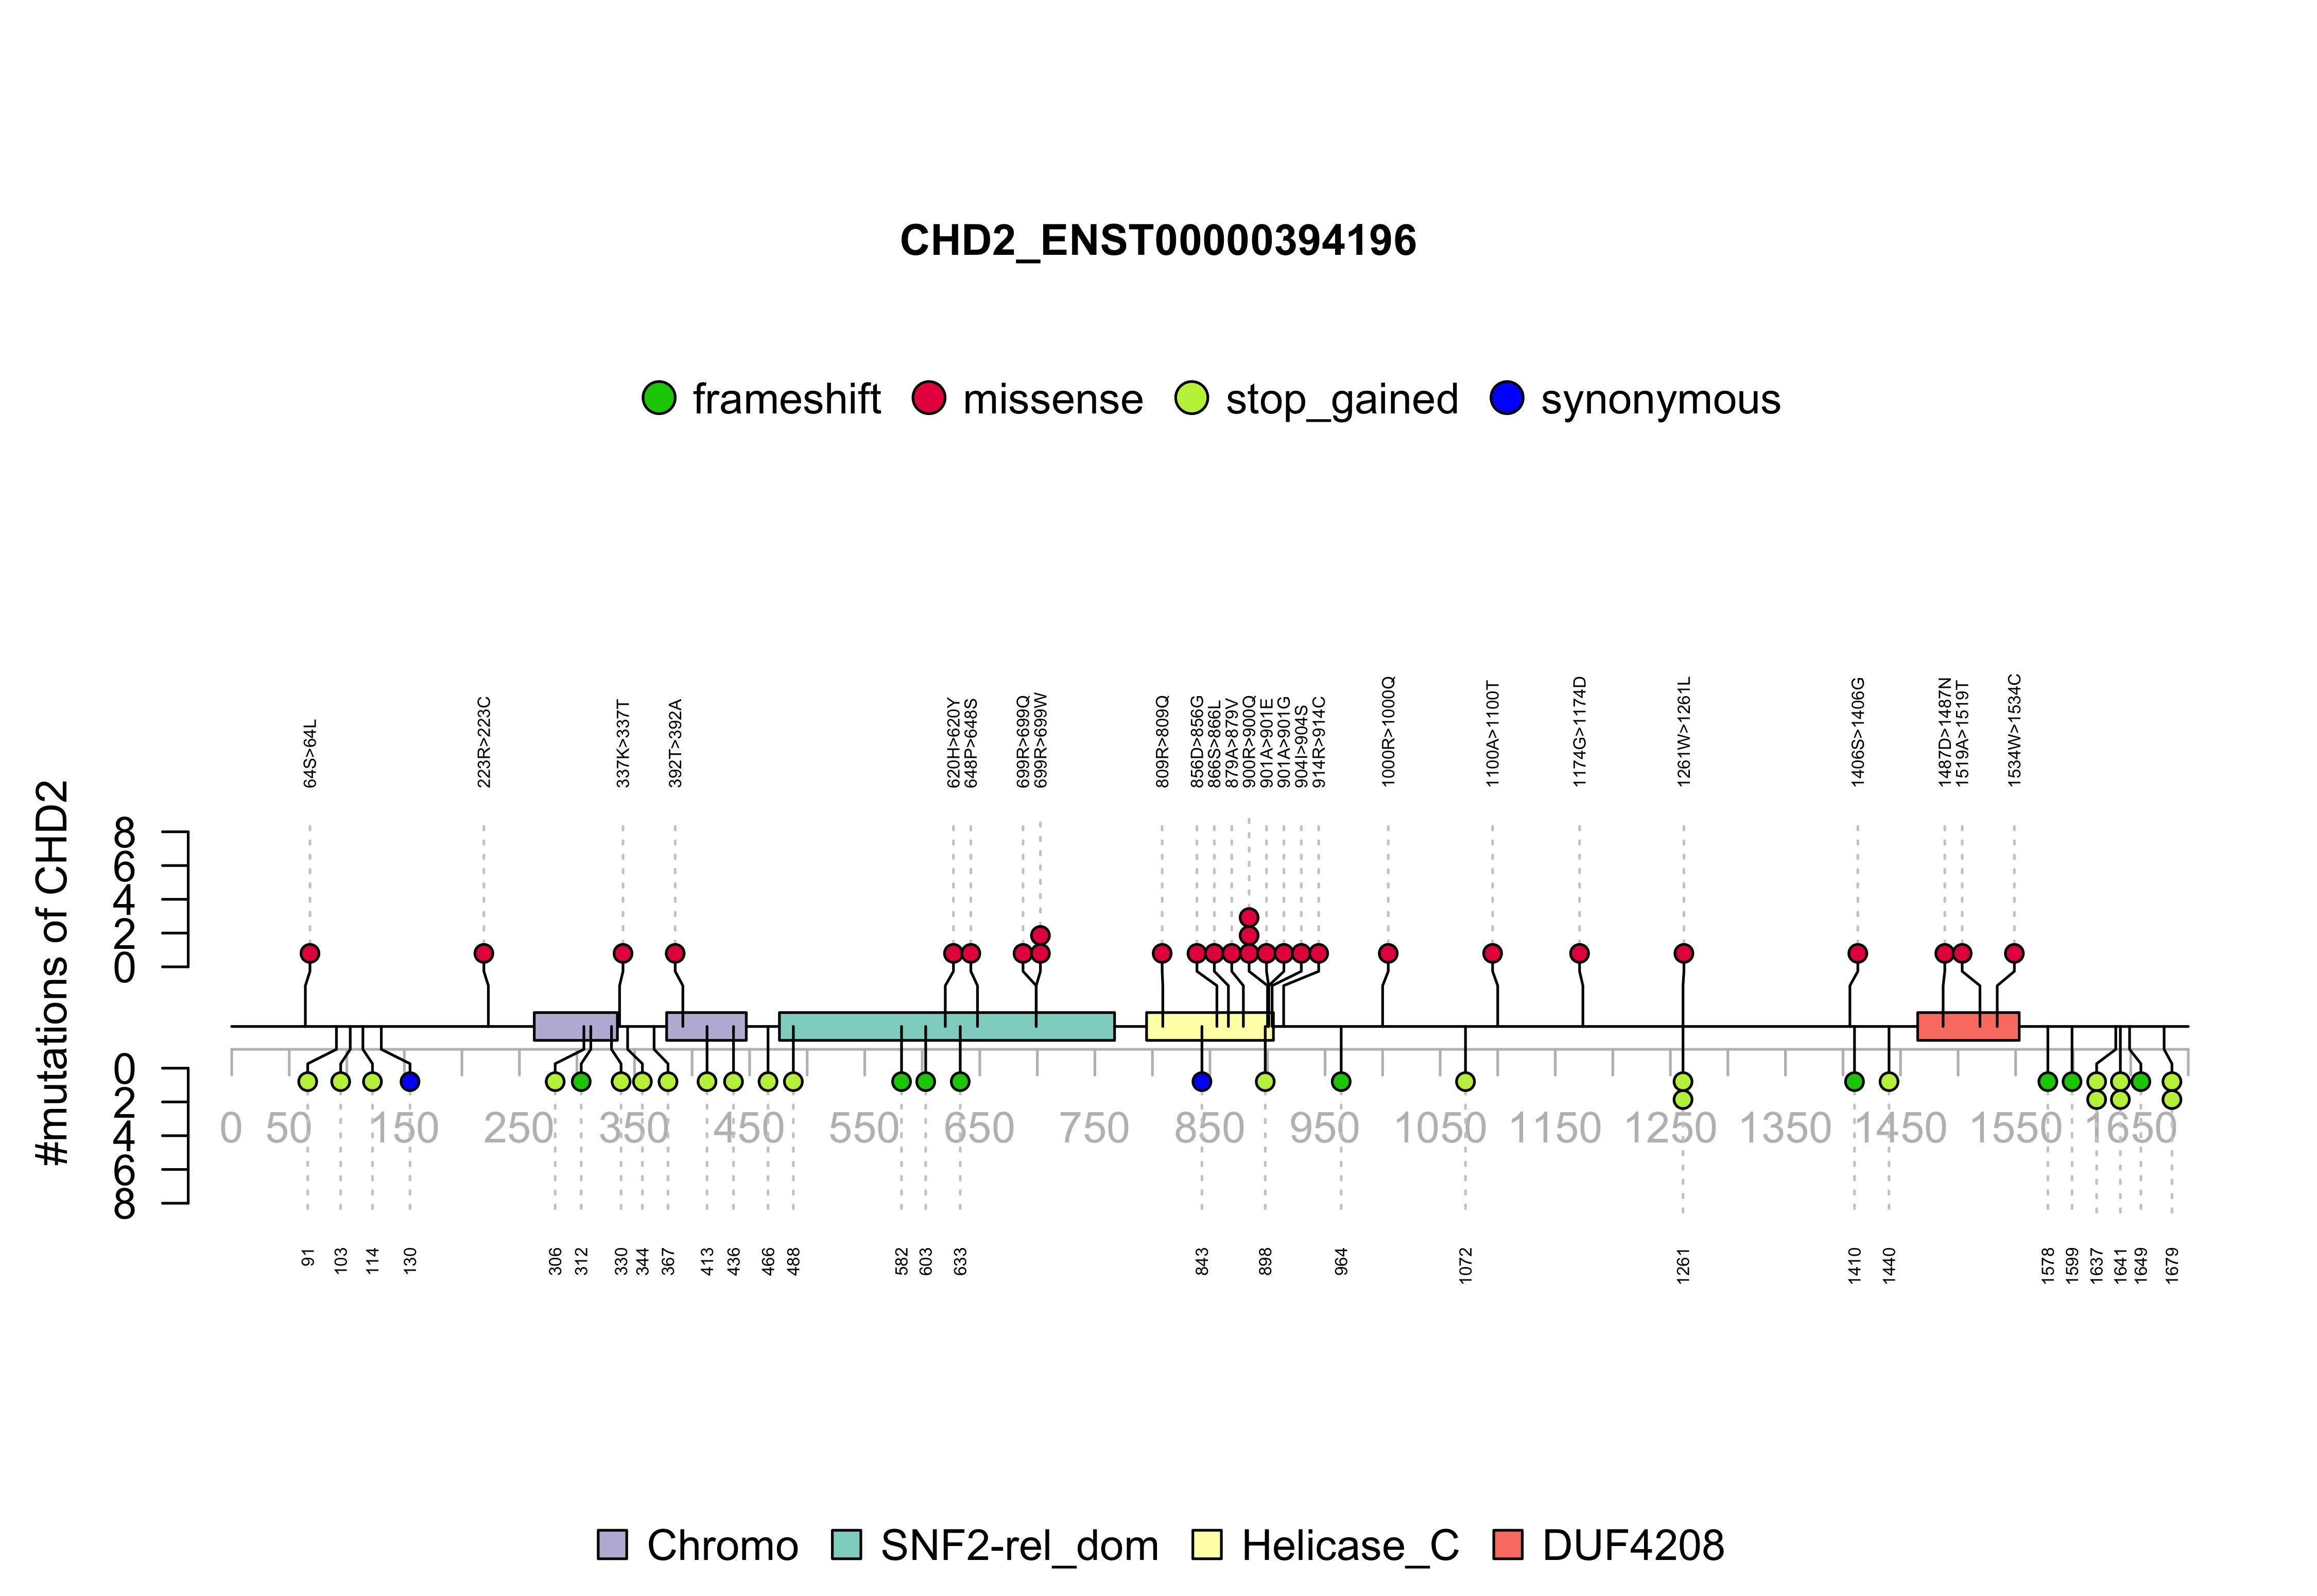 CHD2_ENST00000394196
frameshift missense stop_gained synonymous
64S>64L
223R>223C
337K>337T
392T>392A
620H>620Y
648P>648S
699R>699Q
699R>699W
809R>809Q
856D>856G
866S>866L
879A>879V
900R>900Q
901A>901E
901A>901G
904I>904S
914R>914C
1000R>1000Q
1100A>1100T
1174G>1174D
1261W>1261L
1406S>1406G
1487D>1487N
1519A>1519T
1534W>1534C
#mutations of CHD2
8
6
4
2
0
0
2
4
6
8
0 50 150 250 350 450 550 650 750 850 950 1050 1150 1250 1350 1450 1550 1650
91
103
114
130
306
312
330
344
367
413
436
466
488
582
603
633
843
898
964
1072
1261
1410
1440
1578
1599
1637
1641
1649
1679
Chromo SNF2-rel_dom Helicase_C DUF4208